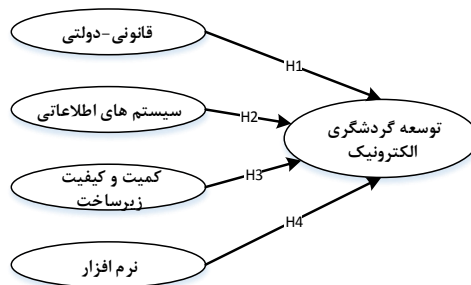 قانونی-دولتی
H1
سیستم های اطلاعاتی
H2
توسعه گردشگری
الکترونیک
کمیت و کیفیت
زیرساخت
H3
H4
نرم افزار